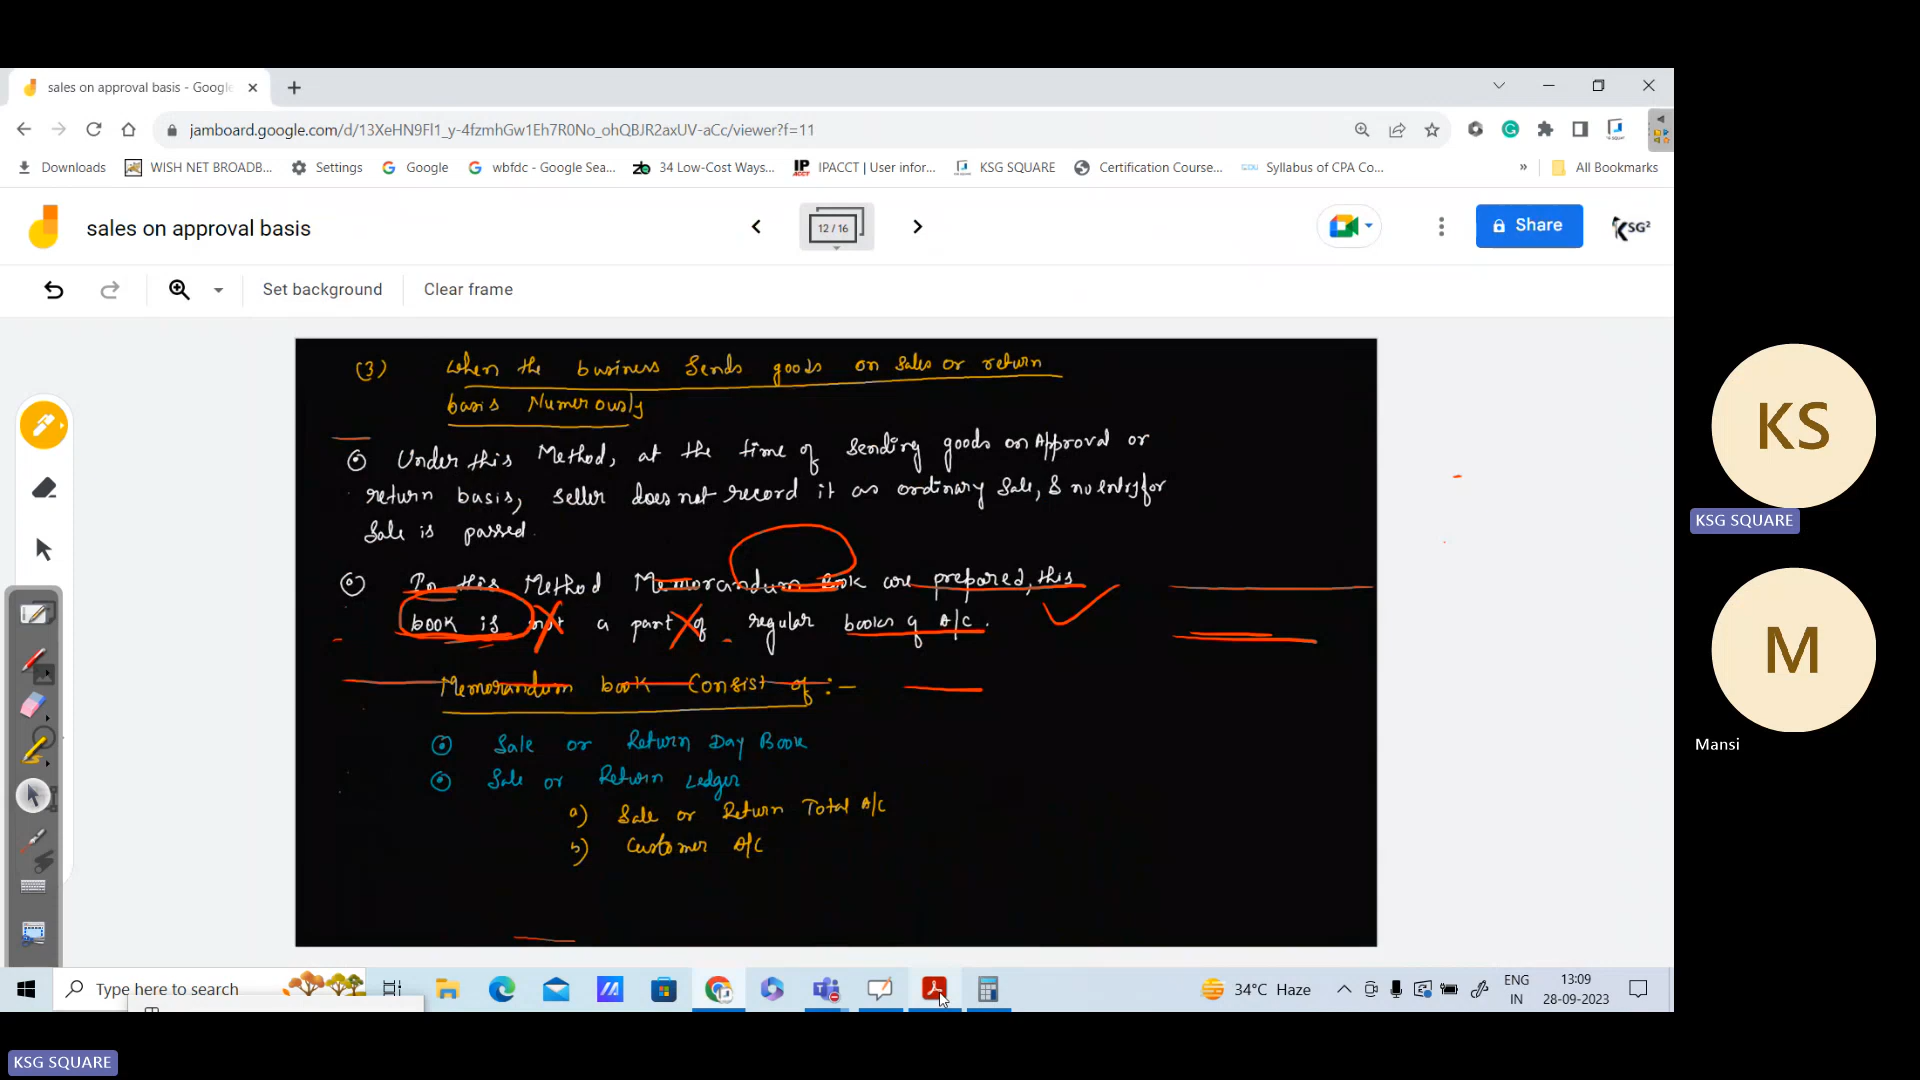 sales on approval basis - Google
jamboard.google.com/d/13XeHN9Fl1_y-4fzmhGw1Eh7R0No_ohQBJR2axUV-aCc/viewer?f=11
Downloads WISH NET BROADB... Settings Google wbfdc - Google Sea... 34 Low-Cost Ways... IPACCT | User infor... KSG SQUARE Certification Course... Syllabus of CPA Co... » All Bookmarks
sales on approval basis 12 / 16 Share KSG²
Set background Clear frame
(3) When the business Sends goods on Sales or return
basis Numerously
Under this Method, at the time of Sending goods on Approval or
return basis, Seller does not record it as ordinary Sale, & no entry for
Sale is passed.
In this Method Memorandum Book are prepared, this
book is not a part of regular books of A/C.
Memorandum book Consist of :-
Sale or Return Day Book
Sale or Return Ledger
a) Sale or Return Total A/C
b) Customer A/C
KS
KSG SQUARE
M
Mansi
Type here to search 34°C Haze ENG IN 13:09 28-09-2023
KSG SQUARE